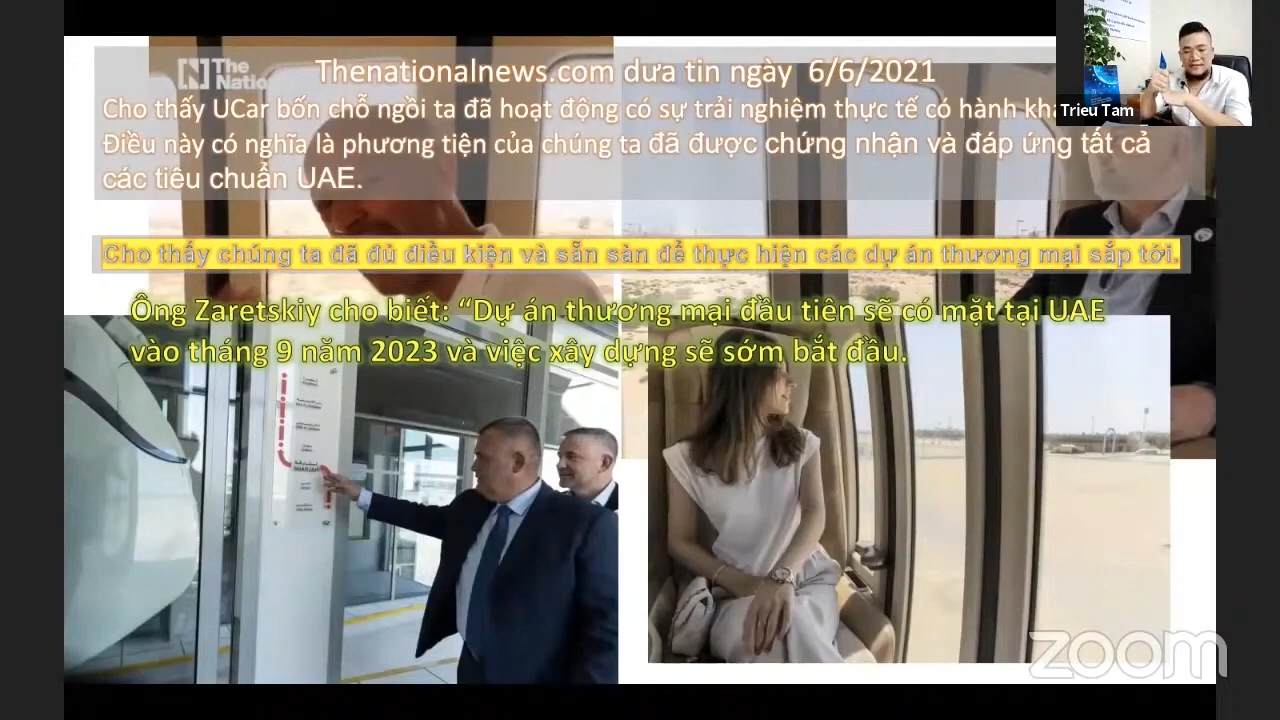 The
Natio
Thenationalnews.com đưa tin ngày 6/6/2021
Cho thấy UCar bốn chỗ ngồi ta đã hoạt động có sự trải nghiệm thực tế có hành
Trieu Tam
Điều này có nghĩa là phương tiện của chúng ta đã được chứng nhận và đáp ứng tất cả
các tiêu chuẩn UAE.
Cho thấy chúng ta đã đủ điều kiện và sẵn sàn để thực hiện các dự án thương mại sắp tới.
Ông Zaretskiy cho biết: “Dự án thương mại đầu tiên sẽ có mặt tại UAE
vào tháng 9 năm 2023 và việc xây dựng sẽ sớm bắt đầu.
zoom